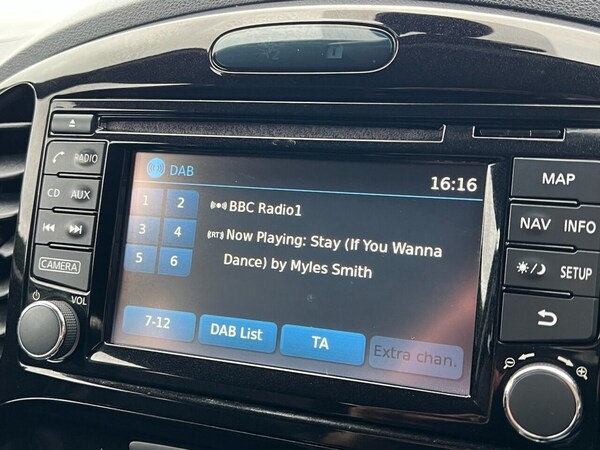 DAB
16:16
1 2
3 4
5 6
BBC Radio1
(RT) Now Playing: Stay (If You Wanna
Dance) by Myles Smith
7-12
DAB List
TA
Extra chan.
RADIO
CD AUX
CAMERA
VOL
MAP
NAV INFO
SETUP